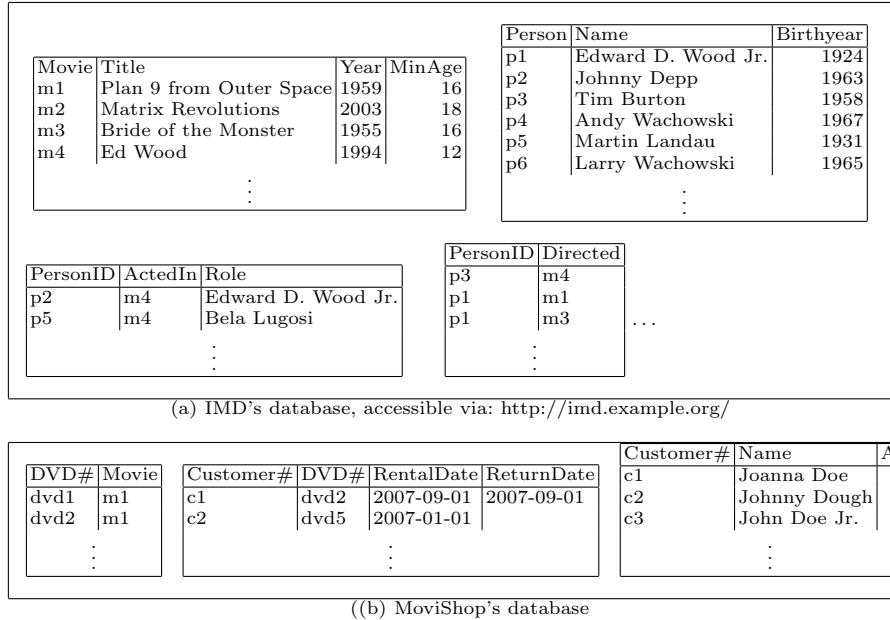 Movie Title Year MinAge
m1 Plan 9 from Outer Space 1959 16
m2 Matrix Revolutions 2003 18
m3 Bride of the Monster 1955 16
m4 Ed Wood 1994 12
⋮
Person Name Birthyear
p1 Edward D. Wood Jr. 1924
p2 Johnny Depp 1963
p3 Tim Burton 1958
p4 Andy Wachowski 1967
p5 Martin Landau 1931
p6 Larry Wachowski 1965
⋮
PersonID ActedIn Role
p2 m4 Edward D. Wood Jr.
p5 m4 Bela Lugosi
⋮
PersonID Directed
p3 m4
p1 m1
p1 m3
⋮
...
(a) IMD's database, accessible via: http://imd.example.org/
DVD# Movie
dvd1 m1
dvd2 m1
⋮
Customer# DVD# RentalDate ReturnDate
c1 dvd2 2007-09-01 2007-09-01
c2 dvd5 2007-01-01
⋮
Customer# Name A
c1 Joanna Doe
c2 Johnny Dough
c3 John Doe Jr.
⋮
((b) MoviShop's database